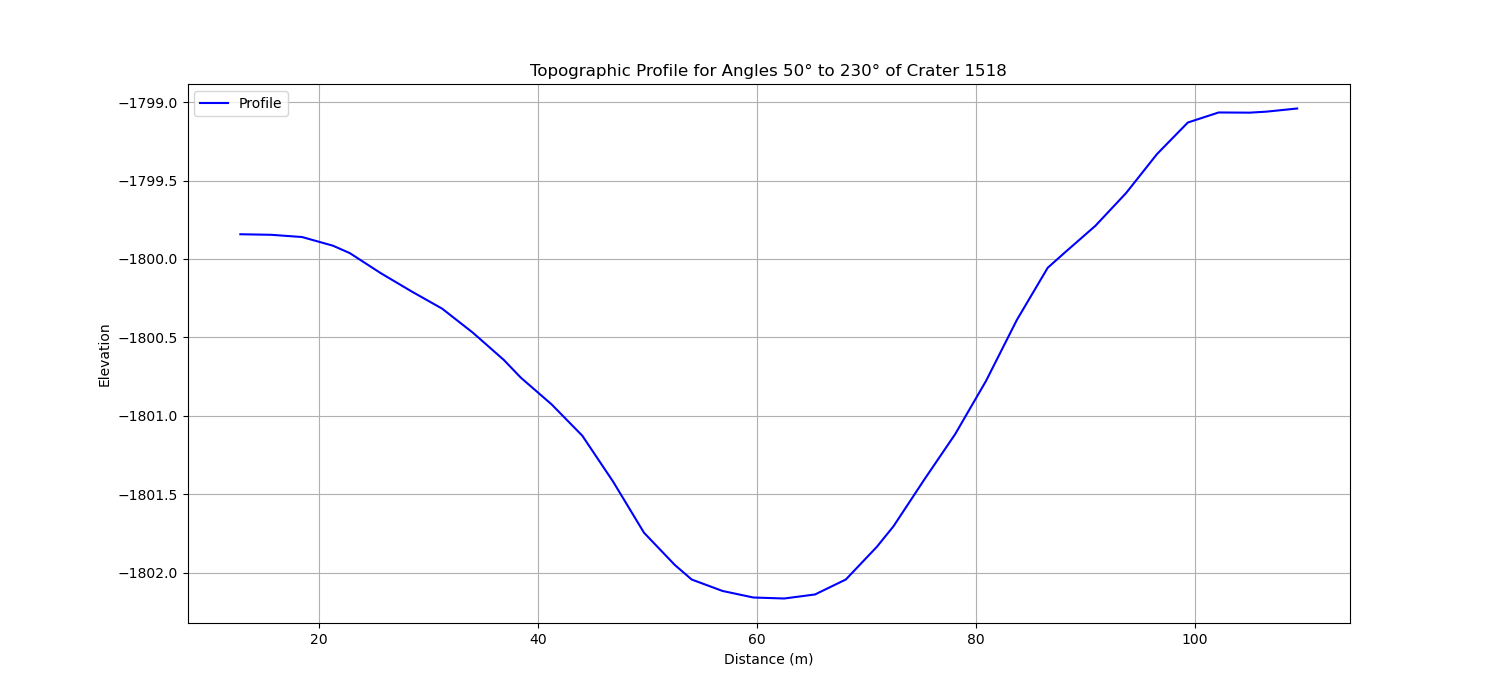 Topographic Profile for Angles 50° to 230° of Crater 1518
Profile
−1799.0
−1799.5
−1800.0
−1800.5
−1801.0
−1801.5
−1802.0
Elevation
20 40 60 80 100
Distance (m)